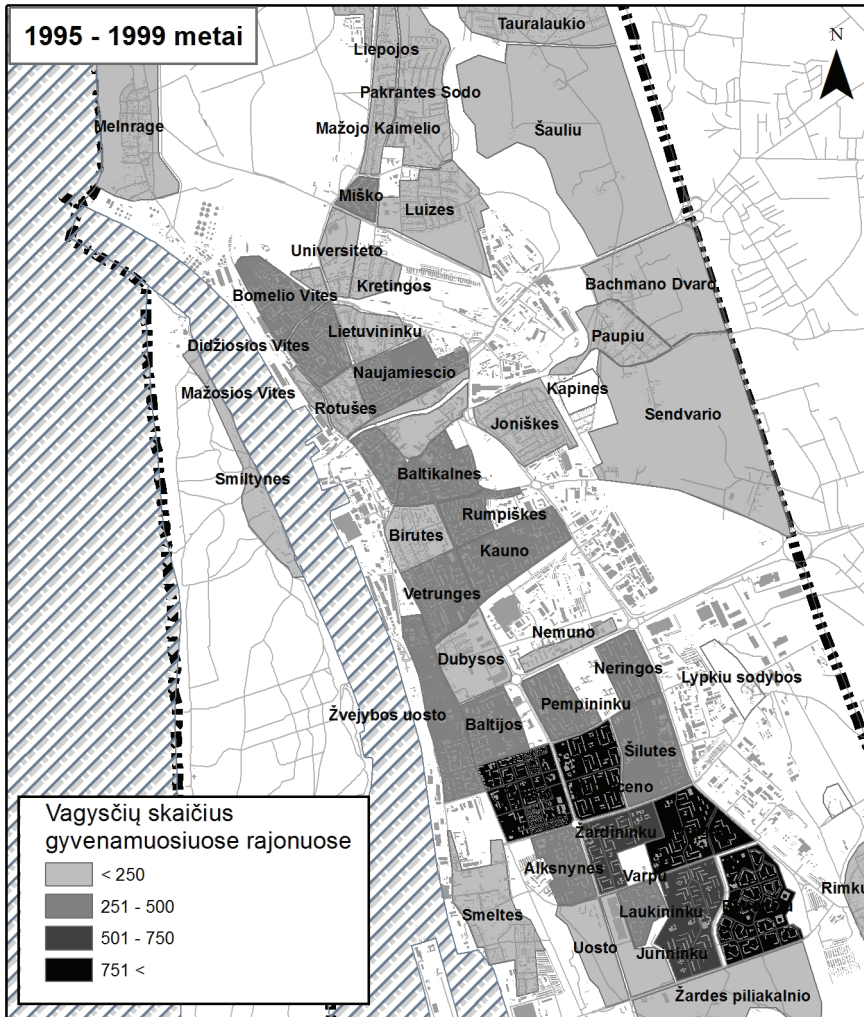 1995 - 1999 metai
N
Tauralaukio
Liepojos
Pakrantes Sodo
Melnrage
Mažojo Kaimelio
Šauliu
Miško
Luizes
Universiteto
Kretingos
Bachmano Dvaro
Bomelio Vites
Lietuvininku
Paupiu
Didžiosios Vites
Naujamiescio
Kapines
Mažosios Vites
Rotušes
Joniškes
Sendvario
Baltikalnes
Smiltynes
Rumpiškes
Birutes
Kauno
Vetrunges
Nemuno
Dubysos
Neringos
Lypkiu sodybos
Pempininku
Žvejybos uosto
Baltijos
Šilutes
Žardininku
Alksnynes
Varpu
Rimku
Smeltes
Laukininku
Uosto
Jurininku
Žardes piliakalnio
Vagysčių skaičius
gyvenamuosiuose rajonuose
< 250
251 - 500
501 - 750
751 <